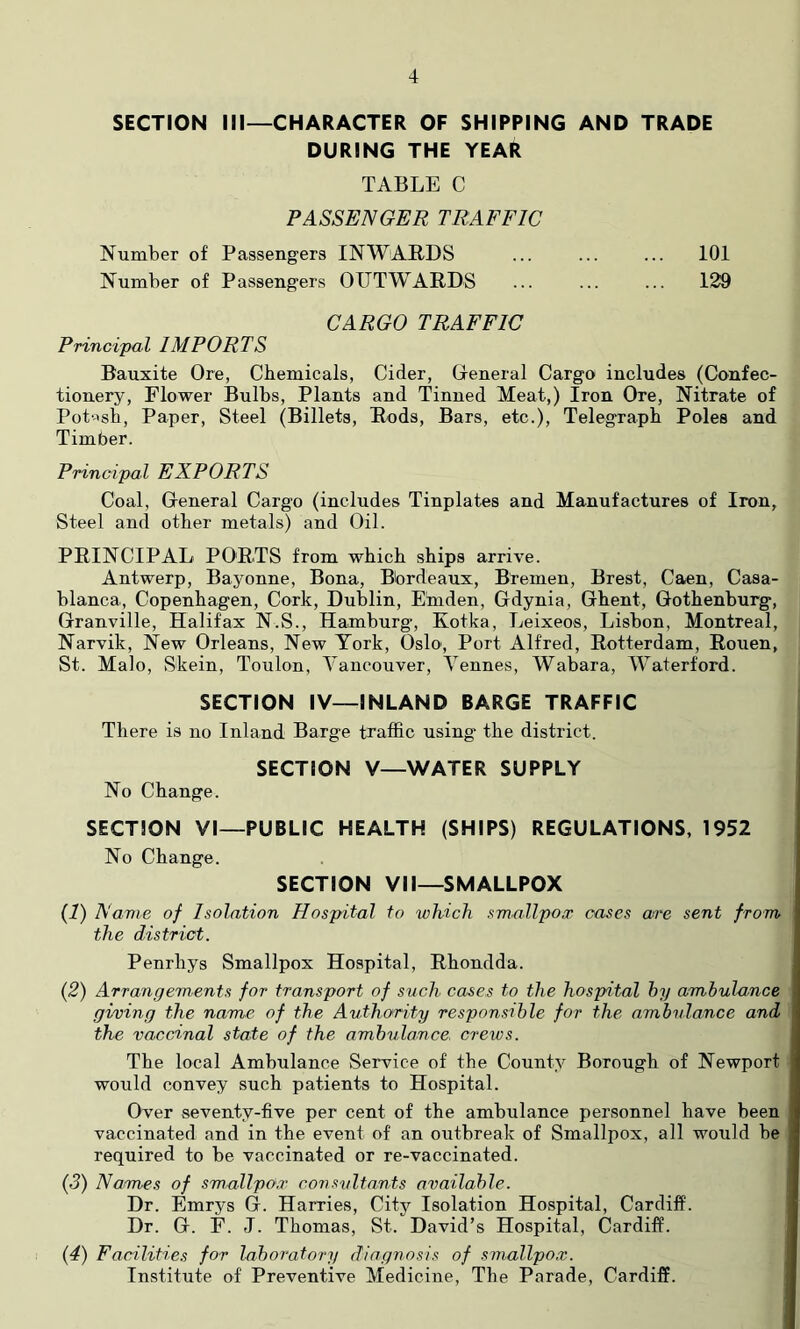 4
SECTION III—CHARACTER OF SHIPPING AND TRADE
DURING THE YEAR
TABLE C
PASSENGER TRAFFIC
Number of Passengers INWARDS ... ... ... 101
Number of Passengers OUTWARDS ... ... ... 129
CARGO TRAFFIC
Principal IMPORTS
Bauxite Ore, Chemicals, Cider, General Cargo includes (Confec-
tionery, Flower Bulbs, Plants and Tinned Meat,) Iron Ore, Nitrate of
Potash, Paper, Steel (Billets, Rods, Bars, etc.), Telegraph Poles and
Timber.
Principal EXPORTS
Coal, General Cargo (includes Tinplates and Manufactures of Iron,
Steel and other metals) and Oil.
PRINCIPAL PORTS from which ships arrive.
Antwerp, Bayonne, Bona, Bordeaux, Bremen, Brest, Caen, Casa-
blanca, Copenhagen, Cork, Dublin, Emden, Gdynia, Ghent, Gothenburg,
Granville, Halifax N.S., Hamburg, Kotka, Leixeos, Lisbon, Montreal,
Narvik, New Orleans, New York, Oslo, Port Alfred, Rotterdam, Rouen,
St. Malo, Skein, Toulon, Vancouver, Vennes, Wabara, Waterford.
SECTION IV—INLAND BARGE TRAFFIC
There is no Inland Barge traffic using the district.
SECTION V—WATER SUPPLY
No Change.
SECTION VI—PUBLIC HEALTH (SHIPS) REGULATIONS, 1952
No Change.
SECTION VII—SMALLPOX
(1) Name of Isolation Hospital to which smallpox cases are sent from
the district.
Penrhys Smallpox Hospital, Rhondda.
(2) Arrangements for transport of such cases to the hospital by ambulance
giving the name of the Authority responsible for the ambulance and
the vaccinal state of the ambulance crews.
The local Ambulance Service of the County Borough of Newport
would convey such patients to Hospital.
Over seventy-five per cent of the ambulance personnel have been
vaccinated and in the event of an outbreak of Smallpox, all would be
required to be vaccinated or re-vaccinated.
(3) Names of smallpox consultants available.
Dr. Emrys G. Harries, City Isolation Hospital, Cardiff.
Dr. G. F. J. Thomas, St. David's Hospital, Cardiff.
(4) Facilities for laboratory diagnosis of smallpox.
Institute of Preventive Medicine, The Parade, Cardiff.